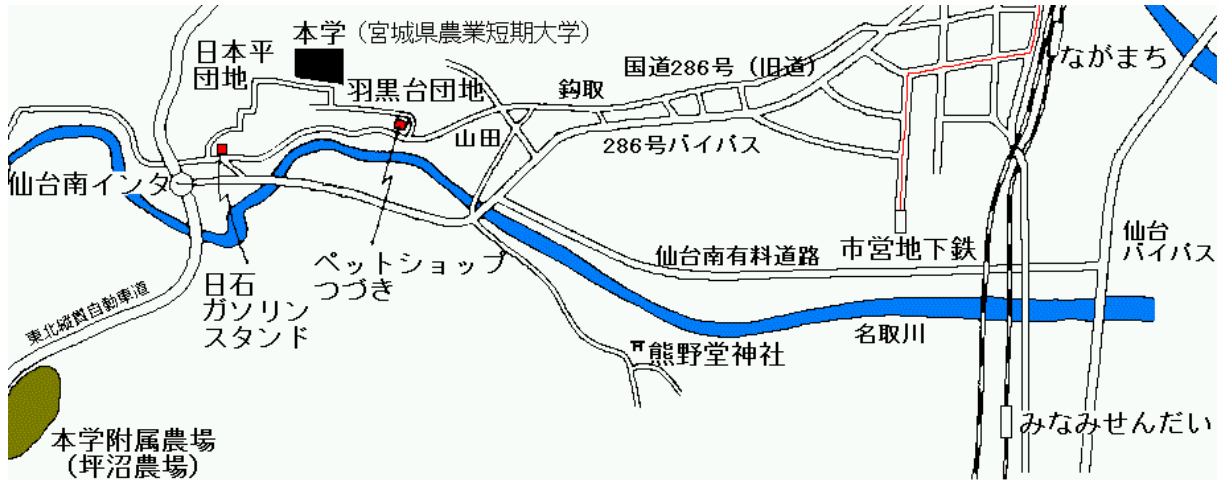 本学（宮城県農業短期大学）
日本平
団地
羽黒台団地
鈎取
国道286号（旧道）
ながまち
山田
286号バイパス
仙台南インタ
仙台南有料道路
市営地下鉄
仙台
バイパス
ペットショップ
つづき
日石
ガソリン
スタンド
東北縦貫自動車道
名取川
熊野堂神社
みなみせんだい
本学附属農場
（坪沼農場）